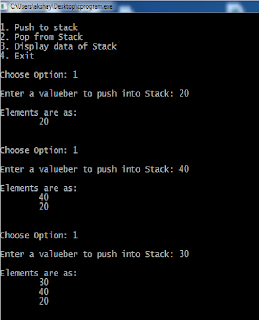 C:\Users\akshay\Desktop\cprogram.exe
1. Push to stack
2. Pop from Stack
3. Display data of Stack
4. Exit
Choose Option: 1
Enter a valueber to push into Stack: 20
Elements are as:
20
Choose Option: 1
Enter a valueber to push into Stack: 40
Elements are as:
40
20
Choose Option: 1
Enter a valueber to push into Stack: 30
Elements are as:
30
40
20